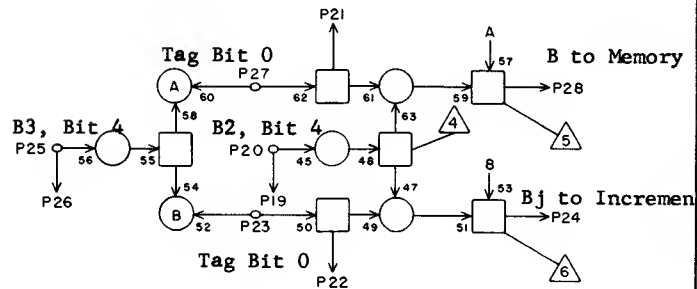 P21
Tag Bit 0
A
B to Memory
P27
57
A
60
62
61
59
P28
58
63
B3, Bit 4
B2, Bit 4
4
5
P25
P20
56
55
45
48
P26
54
P19
47
8
53
Bj to Incremen
B
52
P23
50
49
51
P24
Tag Bit 0
P22
6